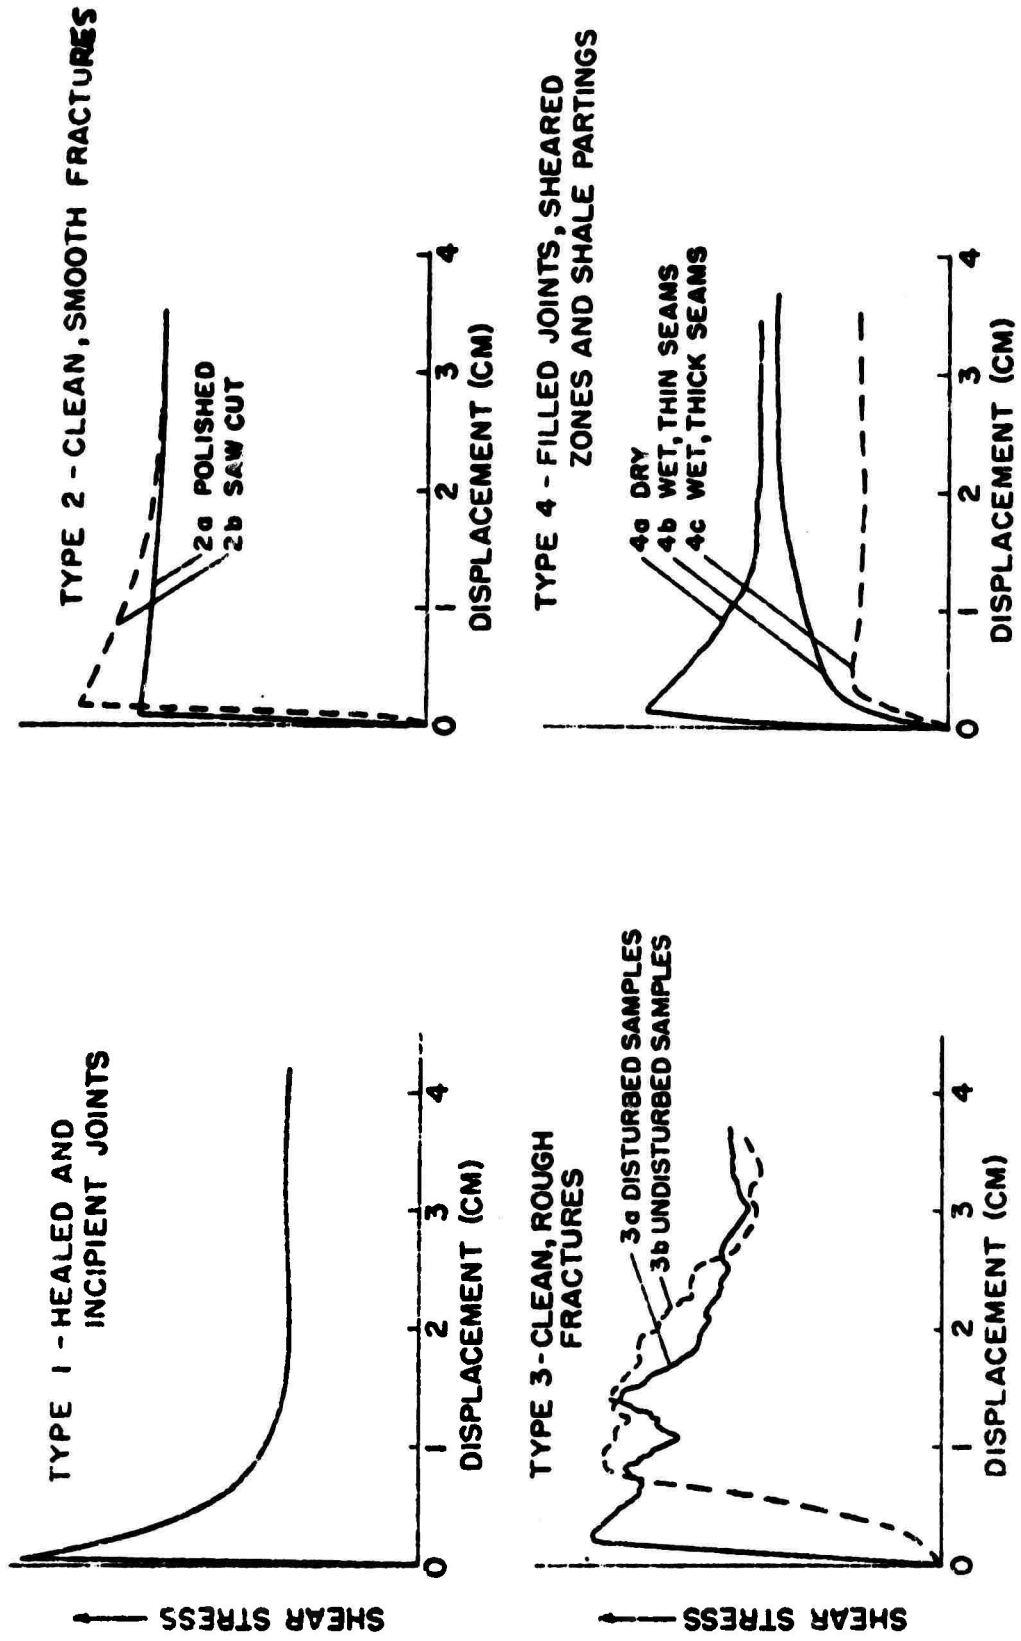 TYPE 1 - HEALED AND
INCIPIENT JOINTS
SHEAR STRESS
0 1 2 3 4
DISPLACEMENT (CM)
TYPE 2 - CLEAN, SMOOTH FRACTURES
2a POLISHED
2b SAW CUT
0 1 2 3 4
DISPLACEMENT (CM)
TYPE 3 - CLEAN, ROUGH
FRACTURES
3a DISTURBED SAMPLES
3b UNDISTURBED SAMPLES
SHEAR STRESS
0 1 2 3 4
DISPLACEMENT (CM)
TYPE 4 - FILLED JOINTS, SHEARED
ZONES AND SHALE PARTINGS
4a DRY
4b WET, THIN SEAMS
4c WET, THICK SEAMS
0 1 2 3 4
DISPLACEMENT (CM)